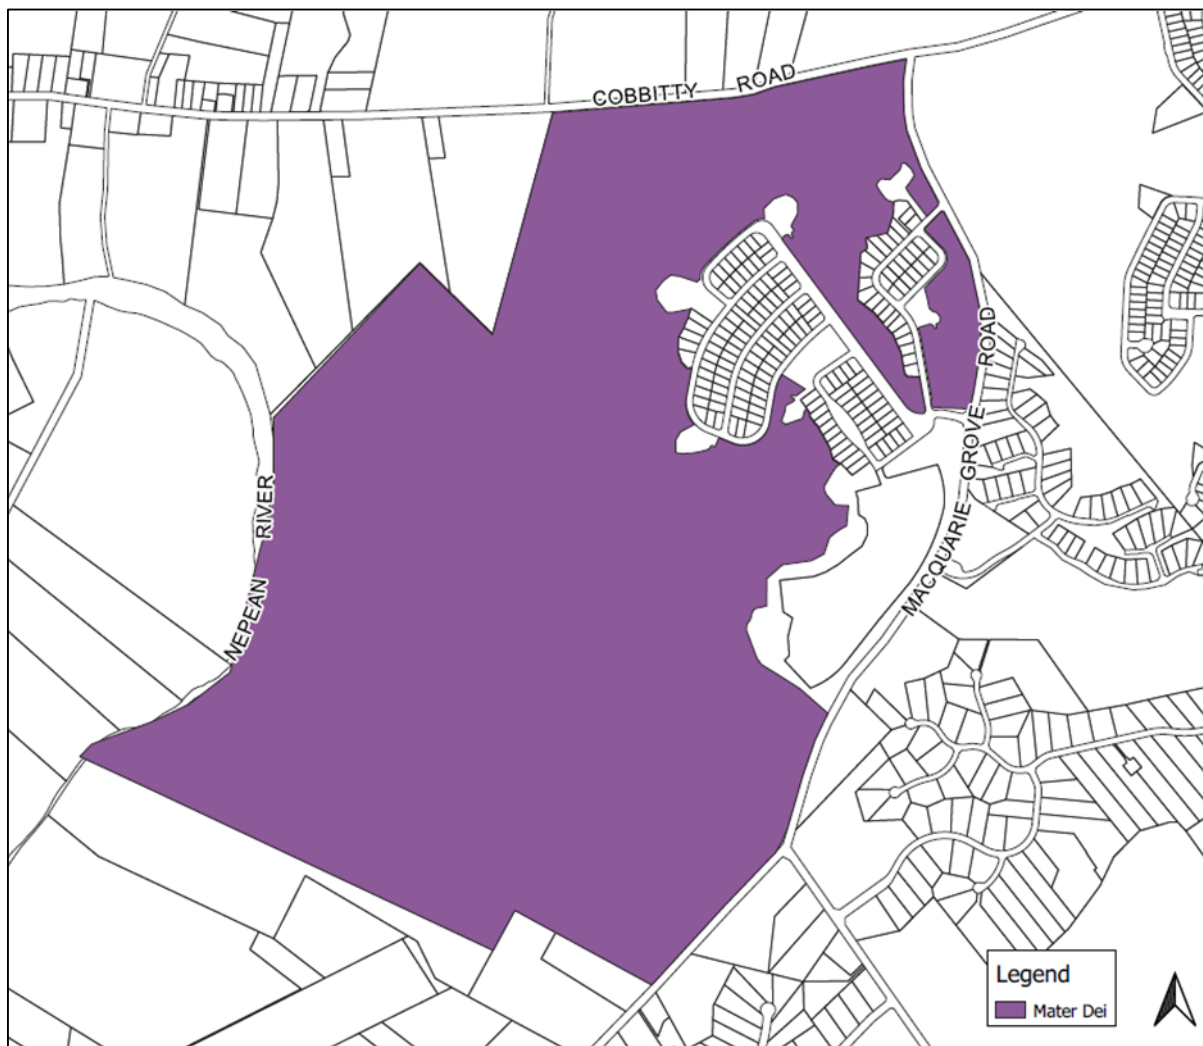 COBBITTY ROAD
NEPEAN RIVER
MACQUARIE GROVE ROAD
Legend
Mater Dei